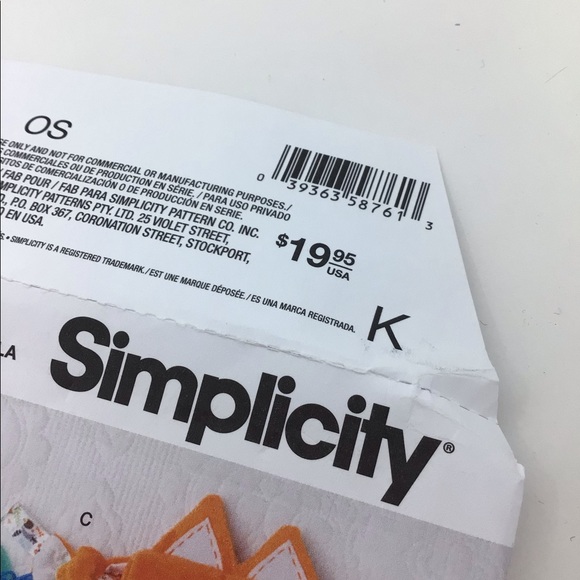 OS
E ONLY AND NOT FOR COMMERCIAL OR MANUFACTURING PURPOSES./
COMMERCIALES OU DE PRODUCTION EN SÉRIE. / PARA USO PRIVADO
SITOS DE COMERCIALIZACIÓN O DE PRODUCCIÓN EN SERIE.
FAB POUR / FAB PARA SIMPLICITY PATTERN CO. INC.
MPLICITY PATTERNS PTY. LTD. 25 VIOLET STREET,
., P.O. BOX 367, CORONATION STREET, STOCKPORT,
EN USA.
S. • SIMPLICITY IS A REGISTERED TRADEMARK. / EST UNE MARQUE DÉPOSÉE. / ES UNA MARCA REGISTRADA.
0 39363 58761 3
$19.95
USA
K
LA
Simplicity®
C